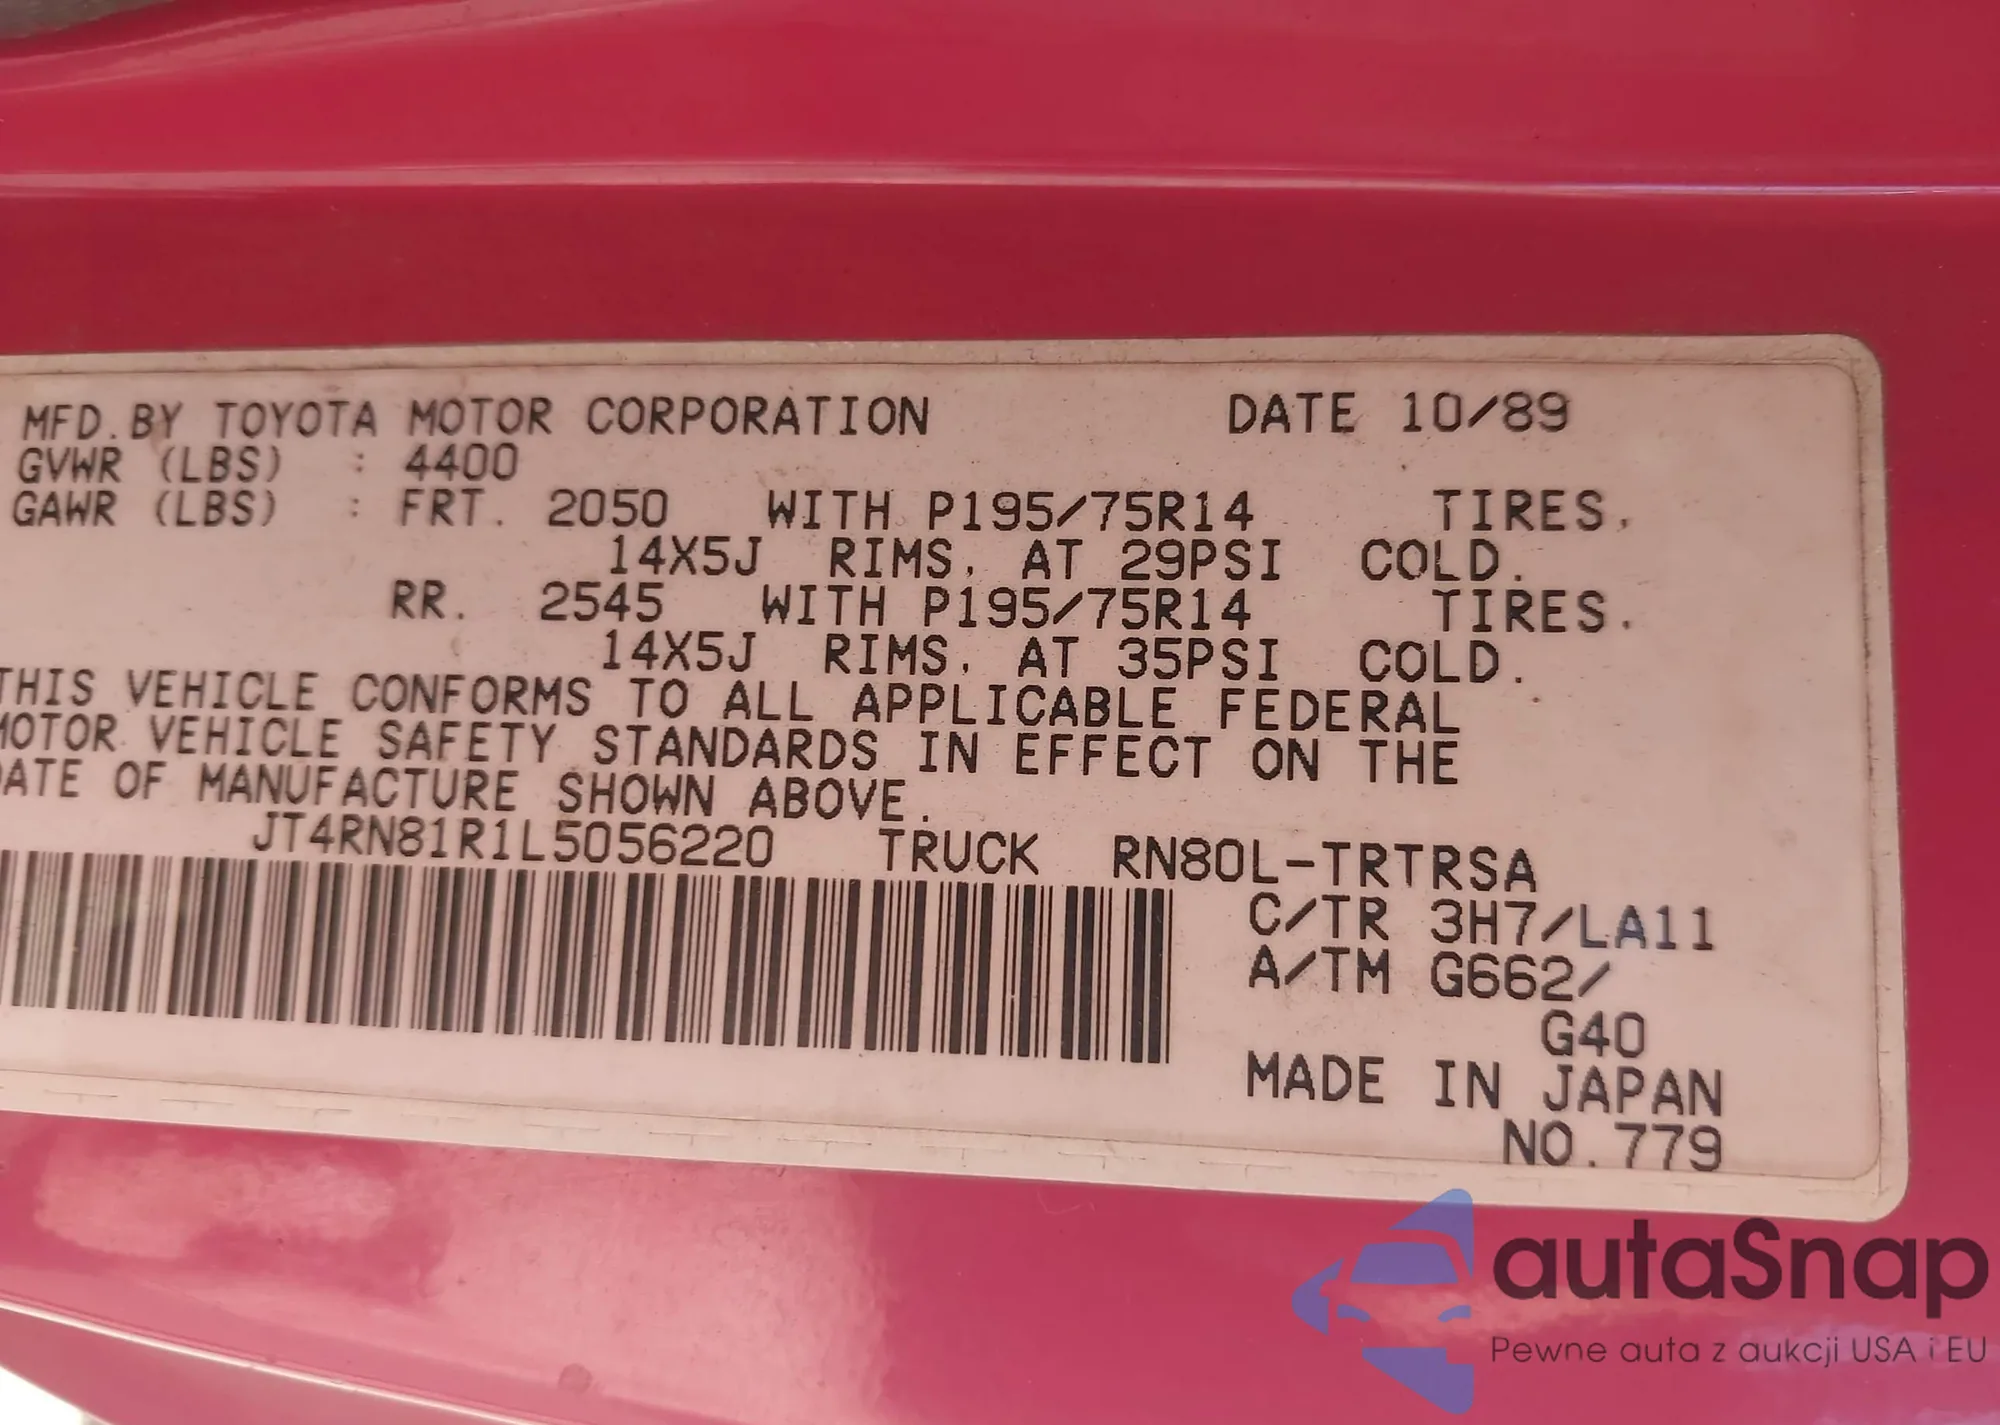 MFD. BY TOYOTA MOTOR CORPORATION DATE 10/89
GVWR (LBS) : 4400
GAWR (LBS) : FRT. 2050 WITH P195/75R14 TIRES,
14X5J RIMS, AT 29PSI COLD.
RR. 2545 WITH P195/75R14 TIRES.
14X5J RIMS, AT 35PSI COLD.
THIS VEHICLE CONFORMS TO ALL APPLICABLE FEDERAL
MOTOR VEHICLE SAFETY STANDARDS IN EFFECT ON THE
DATE OF MANUFACTURE SHOWN ABOVE.
JT4RN81R1L5056220 TRUCK RN80L-TRTRSA
C/TR 3H7/LA11
A/TM G662/
G40
MADE IN JAPAN
NO. 779
autaSnap
Pewne auta z aukcji USA i EU